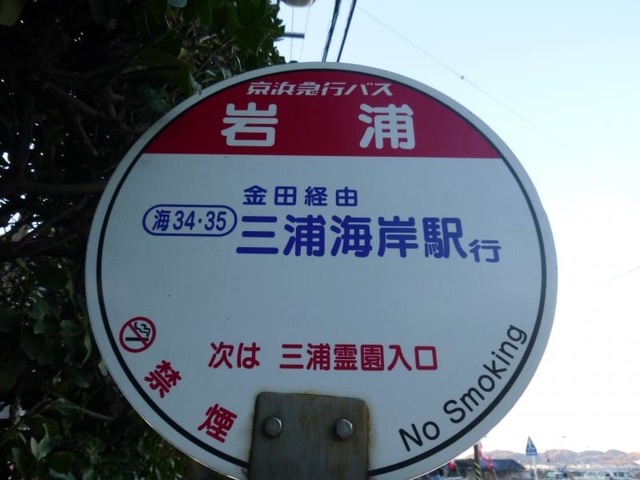 京浜急行バス
岩浦
金田経由
海34・35 三浦海岸駅行
次は 三浦霊園入口
禁煙
No Smoking